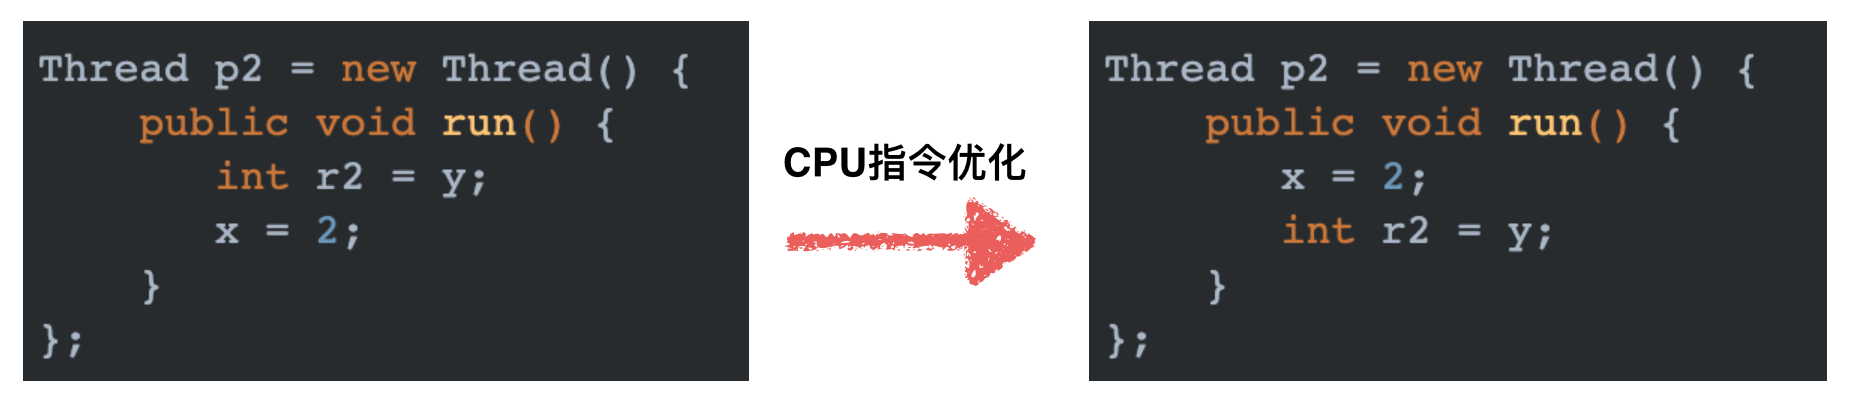 Thread p2 = new Thread() {
    public void run() {
       int r2 = y;
       x = 2;
    }
};
CPU指令优化
Thread p2 = new Thread() {
    public void run() {
       x = 2;
       int r2 = y;
    }
};